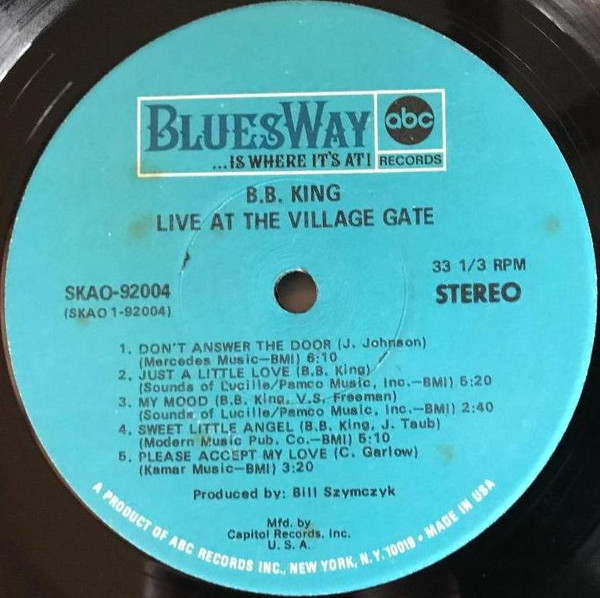 BLUESWAY
...IS WHERE IT'S AT!
abc
RECORDS
B.B. KING
LIVE AT THE VILLAGE GATE
33 1/3 RPM
SKAO-92004
STEREO
(SKAO 1-92004)
1. DON'T ANSWER THE DOOR (J. Johnson)
(Mercedes Music—BMI) 6:10
2. JUST A LITTLE LOVE (B.B. King)
(Sounds of Lucille/Pamco Music, Inc.—BMI) 5:20
3. MY MOOD (B.B. King, V.S. Freeman)
(Sounds of Lucille/Pamco Music, Inc.—BMI) 2:40
4. SWEET LITTLE ANGEL (B.B. King, J. Taub)
(Modern Music Pub. Co.—BMI) 5:10
5. PLEASE ACCEPT MY LOVE (C. Garlow)
(Kamar Music—BMI) 3:20
Produced by: Bill Szymczyk
Mfd. by
Capitol Records, Inc.
U. S. A.
A PRODUCT OF ABC RECORDS INC., NEW YORK, N.Y. 10019 • MADE IN USA